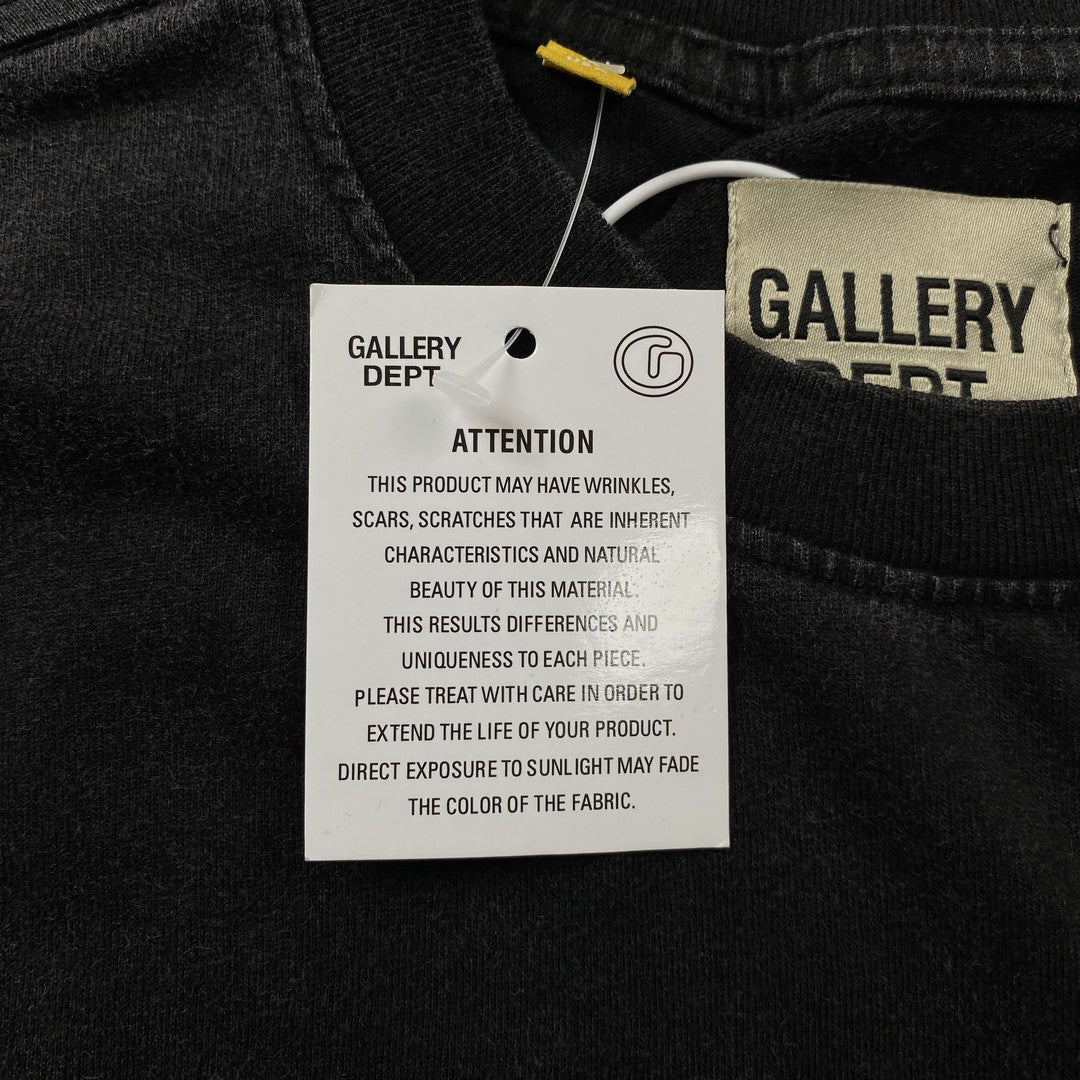 GALLERY
DEPT
GALLERY
DEPT
ATTENTION
THIS PRODUCT MAY HAVE WRINKLES,
SCARS, SCRATCHES THAT ARE INHERENT
CHARACTERISTICS AND NATURAL
BEAUTY OF THIS MATERIAL.
THIS RESULTS DIFFERENCES AND
UNIQUENESS TO EACH PIECE.
PLEASE TREAT WITH CARE IN ORDER TO
EXTEND THE LIFE OF YOUR PRODUCT.
DIRECT EXPOSURE TO SUNLIGHT MAY FADE
THE COLOR OF THE FABRIC.